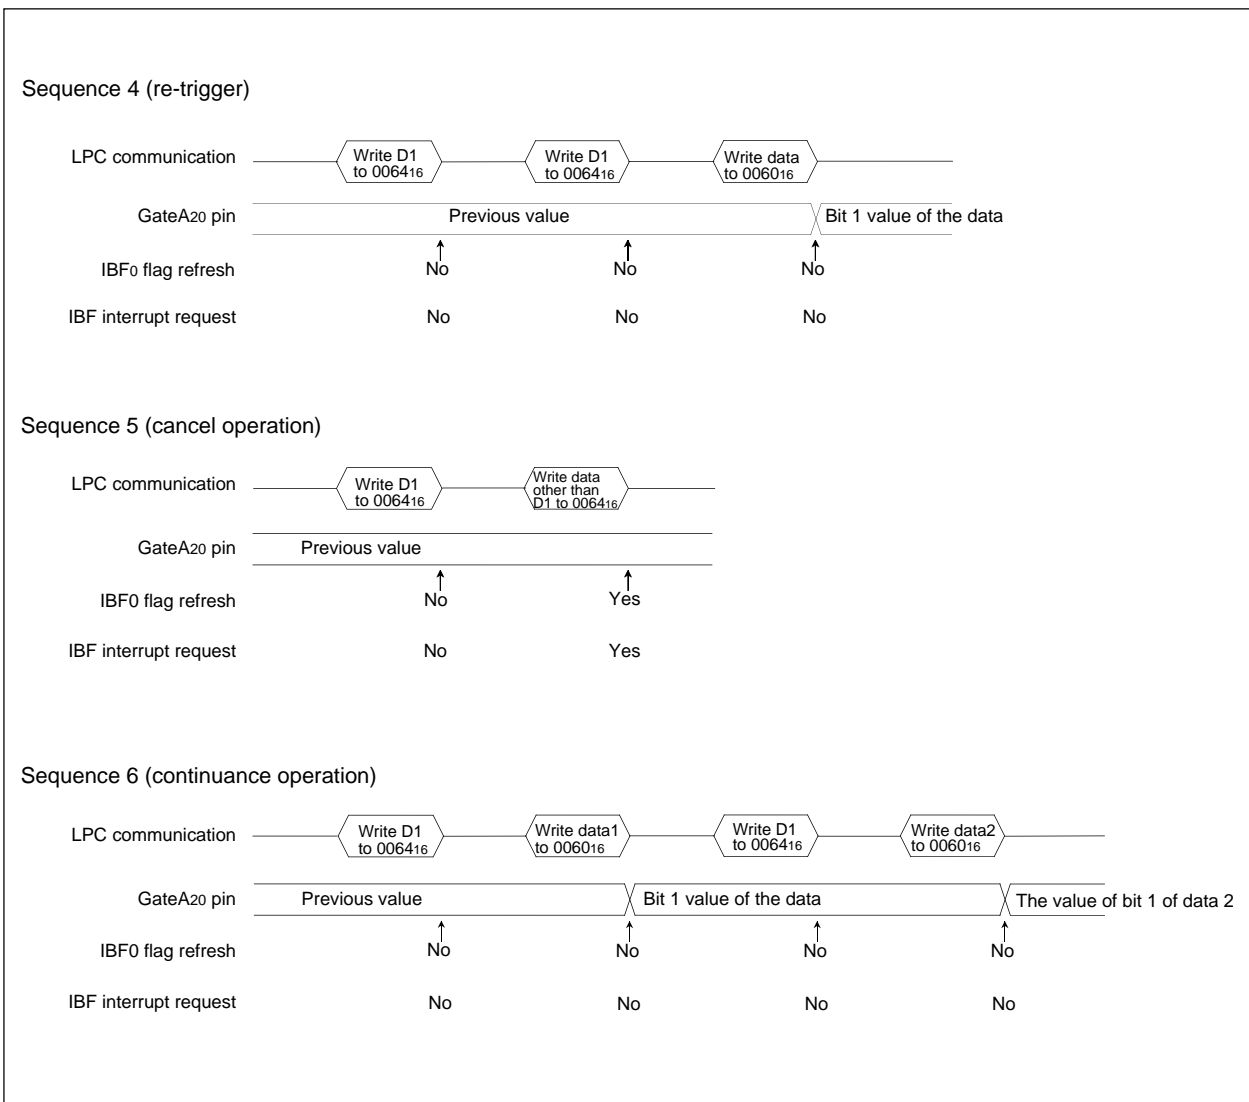 Sequence 4 (re-trigger)
LPC communication
Write D1
to 006416
Write D1
to 006416
Write data
to 006016
GateA20 pin
Previous value
Bit 1 value of the data
IBF0 flag refresh
No
No
No
IBF interrupt request
No
No
No
Sequence 5 (cancel operation)
LPC communication
Write D1
to 006416
Write data
other than
D1 to 006416
GateA20 pin
Previous value
IBF0 flag refresh
No
Yes
IBF interrupt request
No
Yes
Sequence 6 (continuance operation)
LPC communication
Write D1
to 006416
Write data1
to 006016
Write D1
to 006416
Write data2
to 006016
GateA20 pin
Previous value
Bit 1 value of the data
The value of bit 1 of data 2
IBF0 flag refresh
No
No
No
No
IBF interrupt request
No
No
No
No